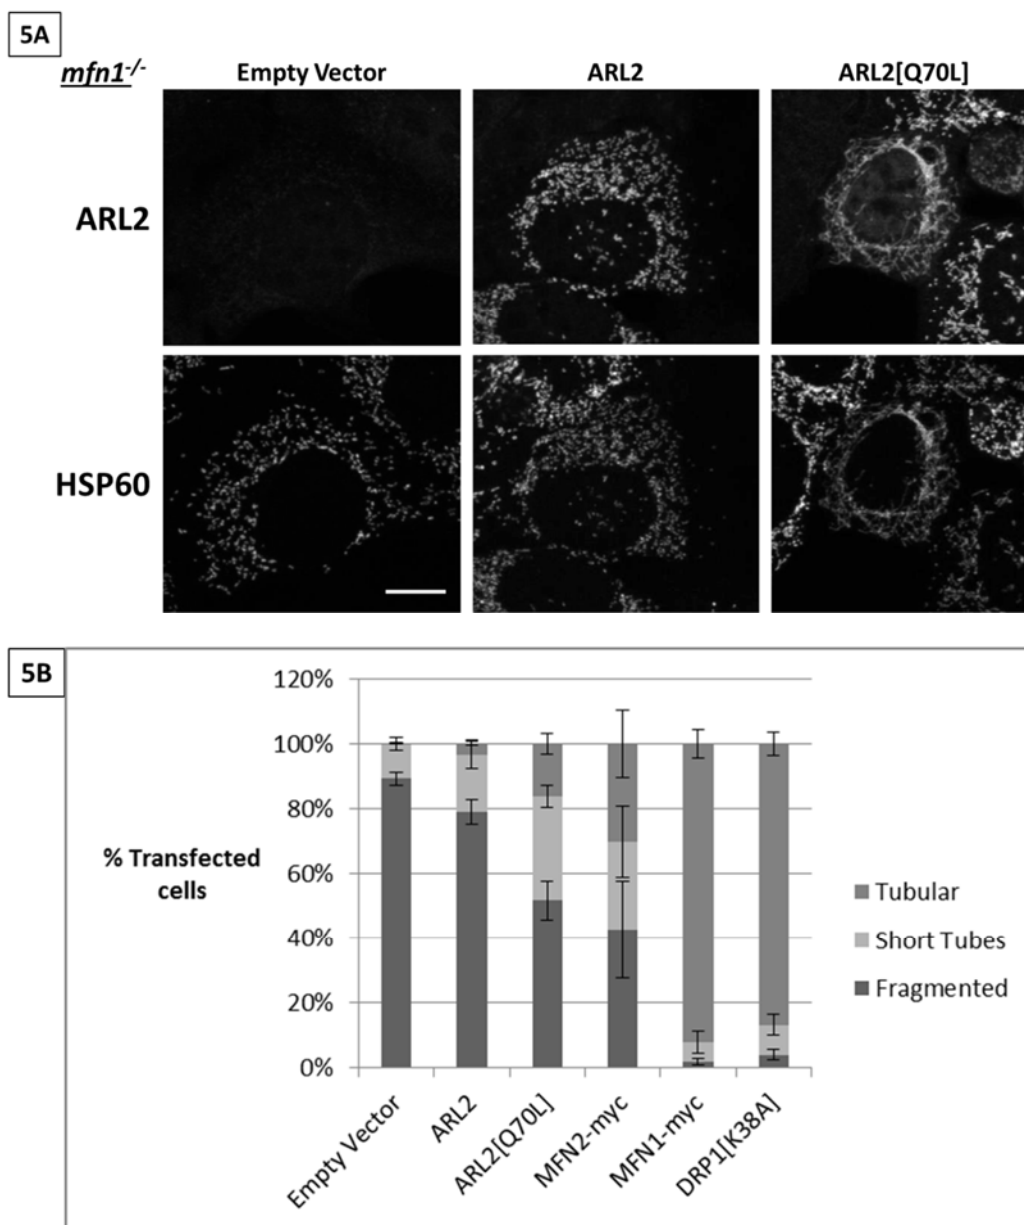 5A
mfn1-/-
Empty Vector
ARL2
ARL2[Q70L]
ARL2
HSP60
5B
120%
100%
80%
60%
40%
20%
0%
% Transfected
cells
Tubular
Short Tubes
Fragmented
Empty Vector
ARL2
ARL2[Q70L]
MFN2-myc
MFN1-myc
DRP1[K38A]